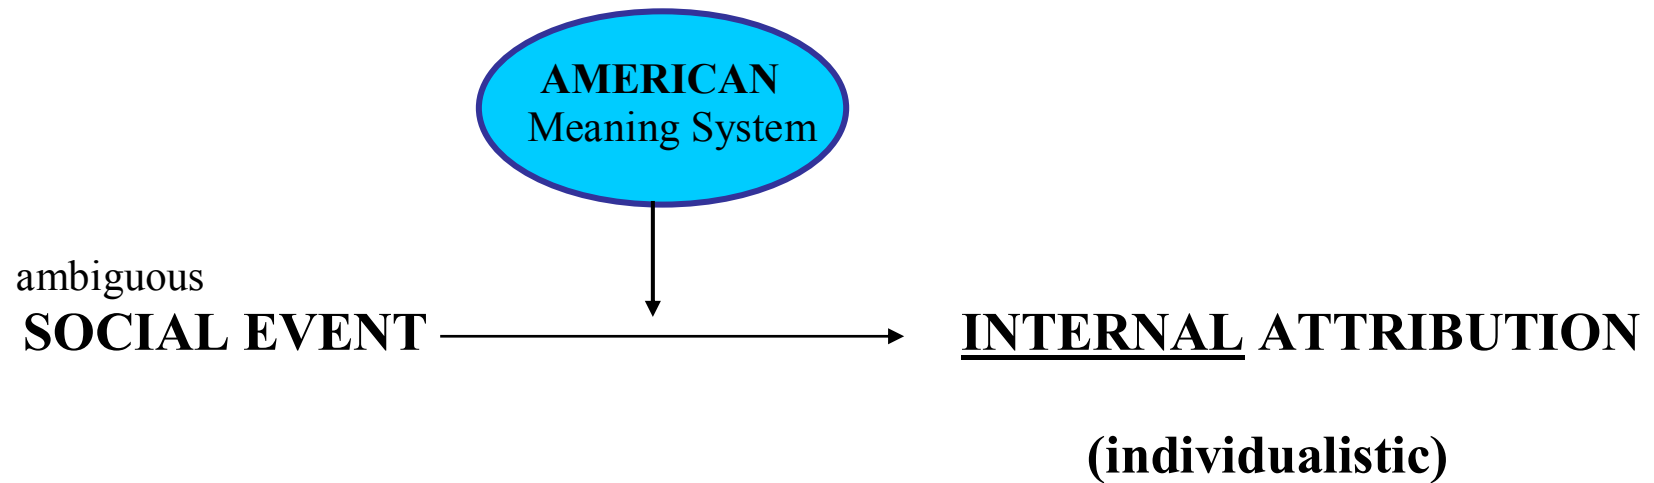 AMERICAN
Meaning System
ambiguous
SOCIAL EVENT
INTERNAL ATTRIBUTION
(individualistic)